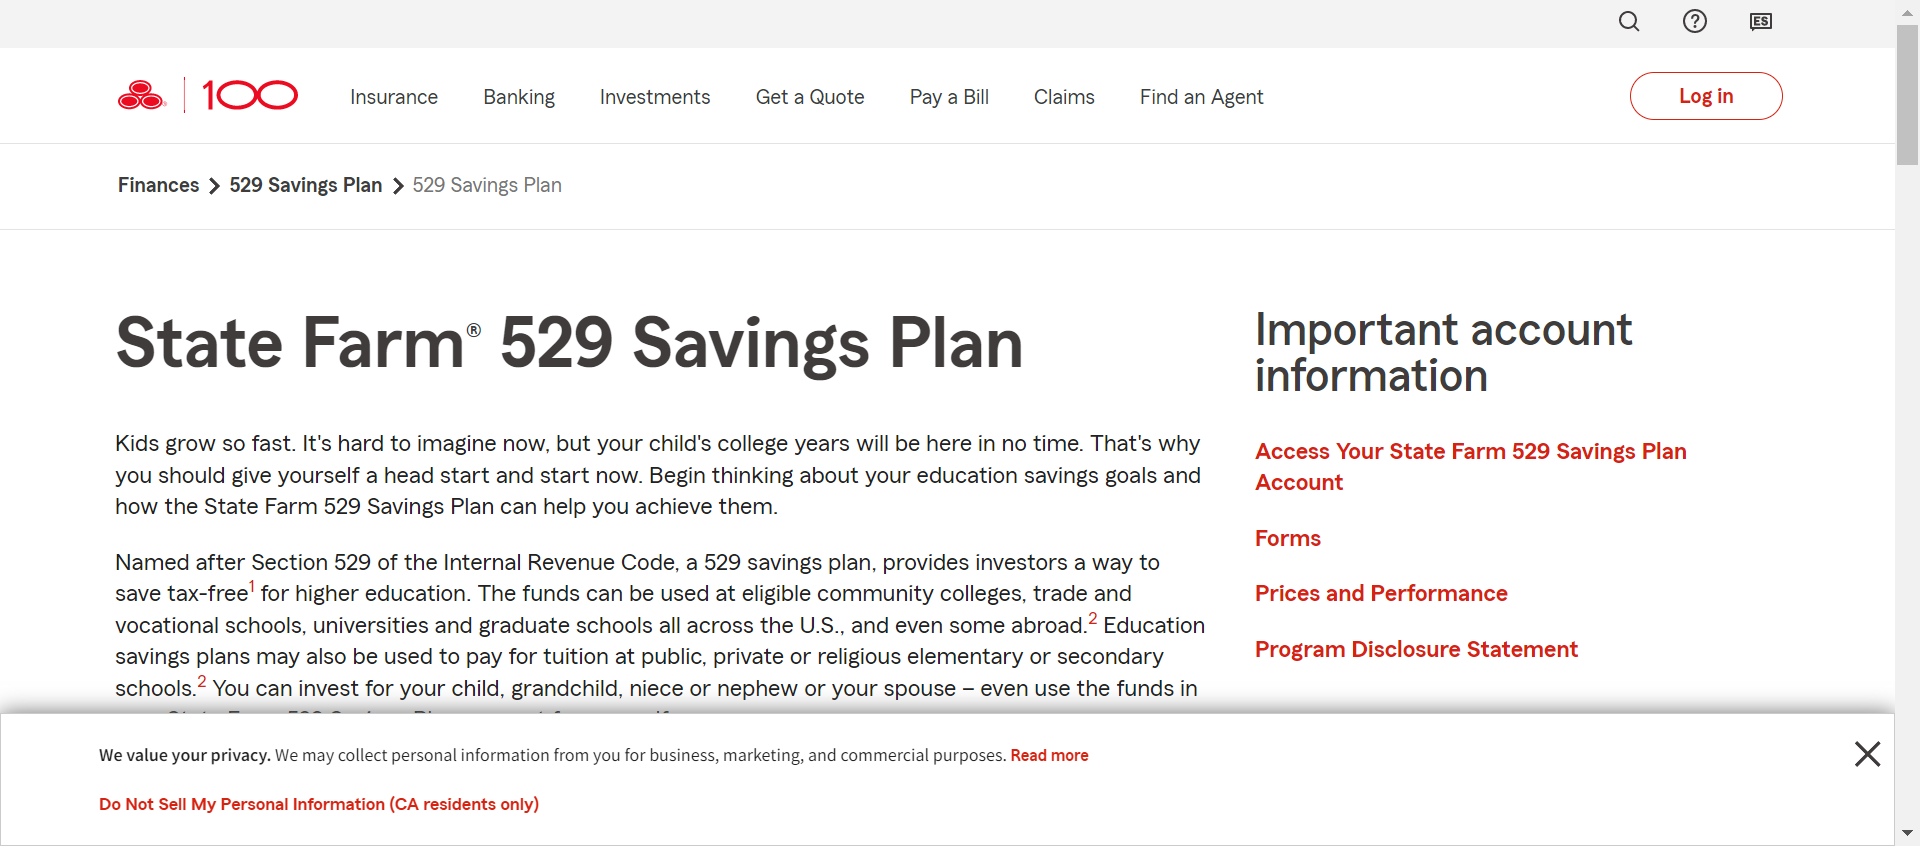 ES
100
Insurance Banking Investments Get a Quote Pay a Bill Claims Find an Agent Log in
Finances 529 Savings Plan 529 Savings Plan
State Farm® 529 Savings Plan
Kids grow so fast. It's hard to imagine now, but your child's college years will be here in no time. That's why
you should give yourself a head start and start now. Begin thinking about your education savings goals and
how the State Farm 529 Savings Plan can help you achieve them.
Named after Section 529 of the Internal Revenue Code, a 529 savings plan, provides investors a way to
save tax-free1 for higher education. The funds can be used at eligible community colleges, trade and
vocational schools, universities and graduate schools all across the U.S., and even some abroad.2 Education
savings plans may also be used to pay for tuition at public, private or religious elementary or secondary
schools.2 You can invest for your child, grandchild, niece or nephew or your spouse – even use the funds in
Important account
information
Access Your State Farm 529 Savings Plan
Account
Forms
Prices and Performance
Program Disclosure Statement
We value your privacy. We may collect personal information from you for business, marketing, and commercial purposes. Read more
Do Not Sell My Personal Information (CA residents only)